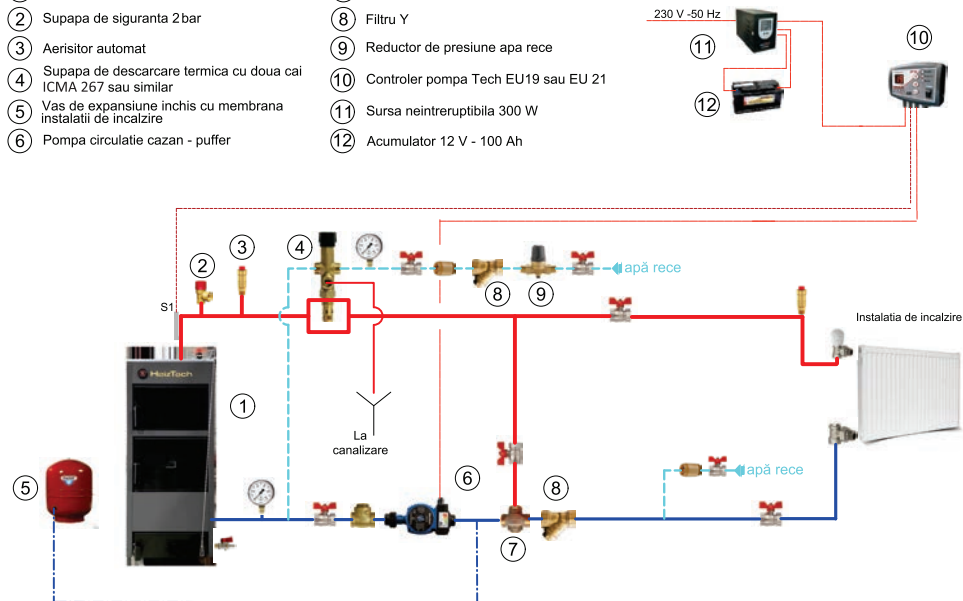 2 Supapa de siguranta 2 bar
3 Aerisitor automat
4 Supapa de descarcare termica cu doua cai
ICMA 267 sau similar
5 Vas de expansiune inchis cu membrana
instalatii de incalzire
6 Pompa circulatie cazan - puffer
8 Filtru Y
9 Reductor de presiune apa rece
10 Controler pompa Tech EU19 sau EU 21
11 Sursa neintreruptibila 300 W
12 Acumulator 12 V - 100 Ah
230 V -50 Hz
11
12
10
2
3
4
S1
8
9
apă rece
Instalatia de incalzire
HolzTech
1
La
canalizare
5
6
7
8
apă rece